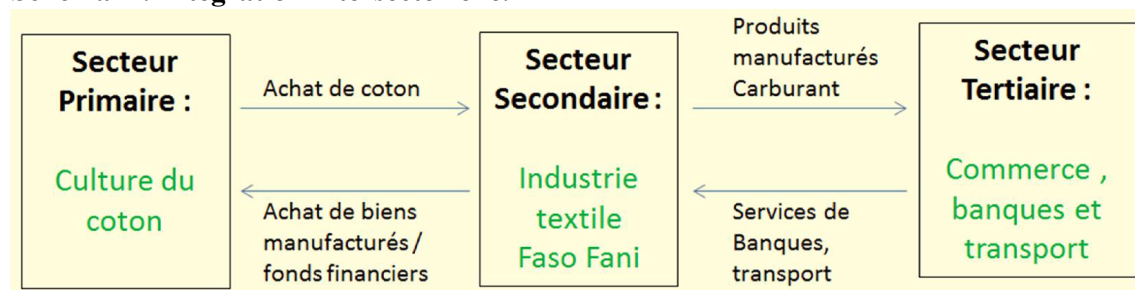 Secteur
Primaire :
Culture du
coton
Achat de coton
Achat de biens
manufacturés /
fonds financiers
Secteur
Secondaire :
Industrie
textile
Faso Fani
Produits
manufacturés
Carburant
Services de
Banques,
transport
Secteur
Tertiaire :
Commerce ,
banques et
transport